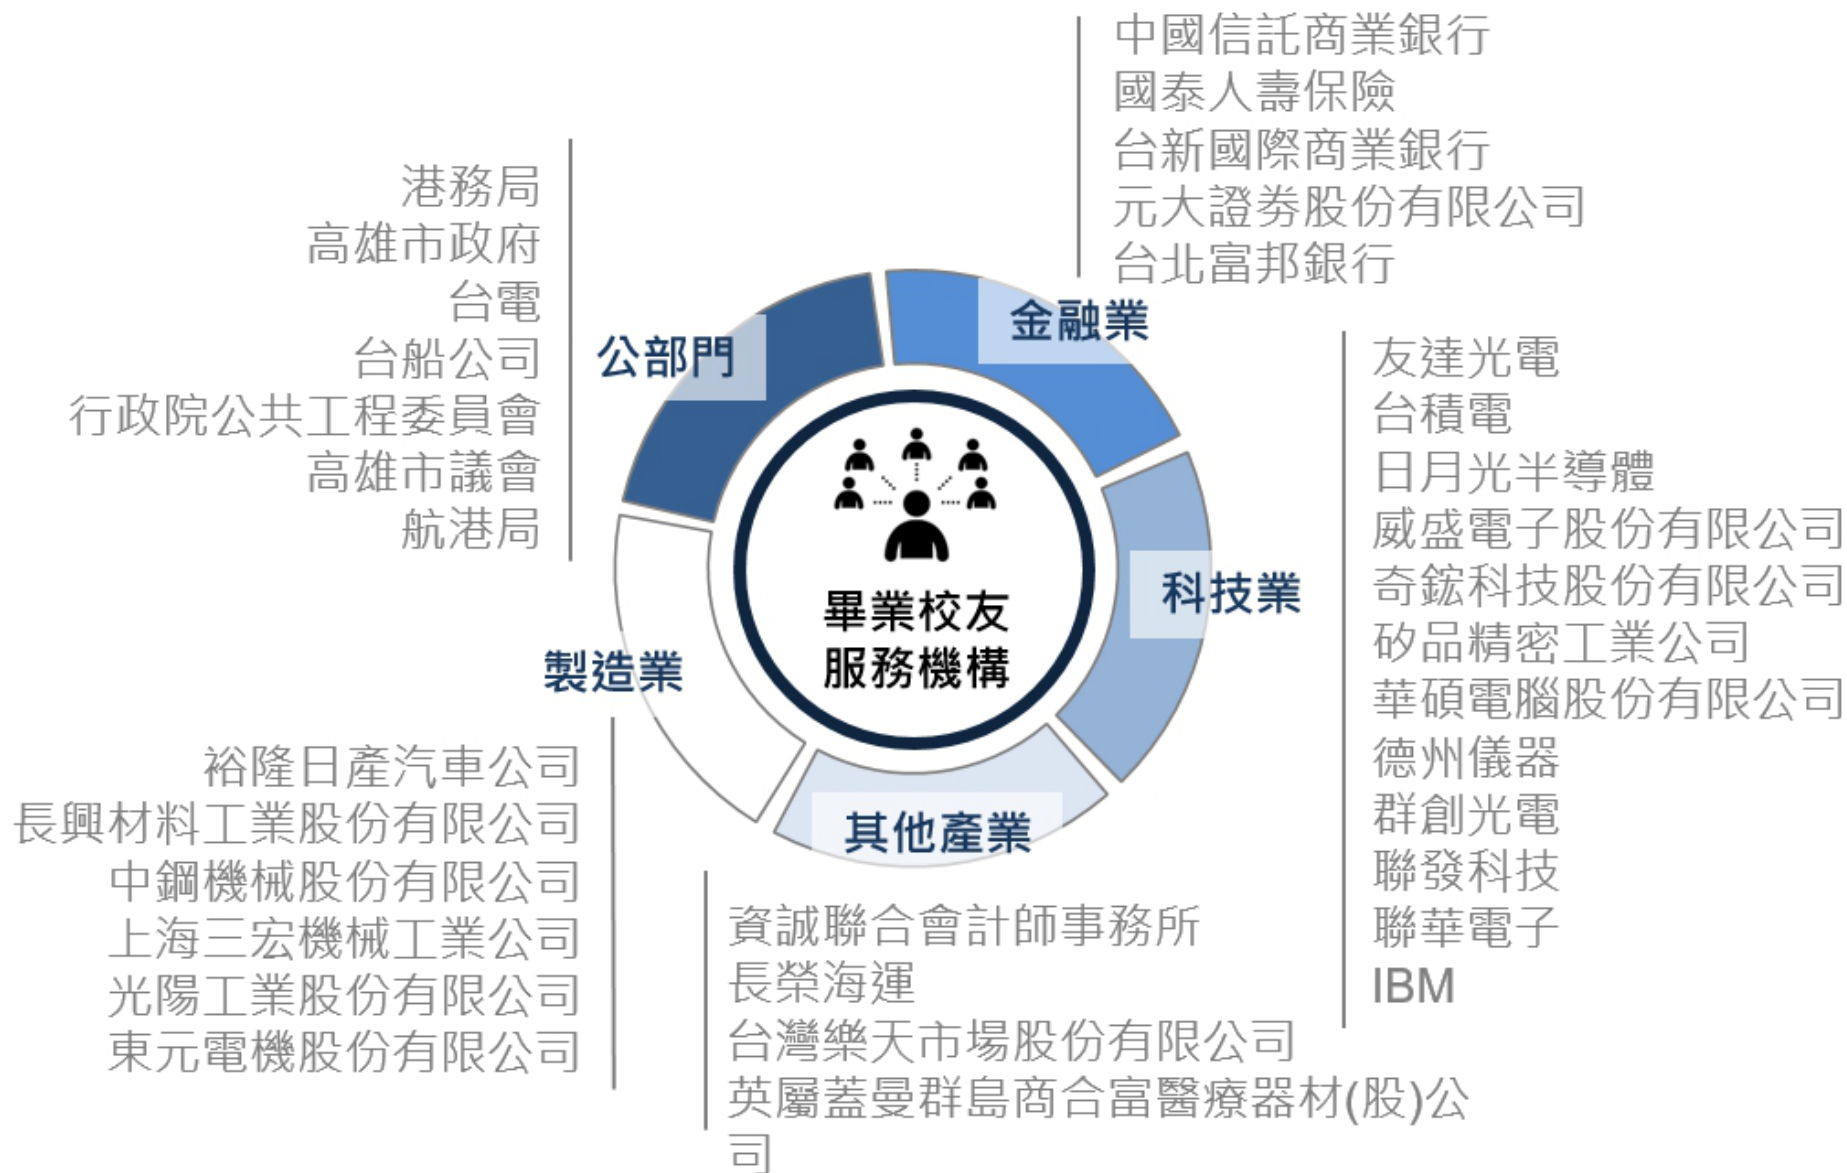 中國信託商業銀行
國泰人壽保險
台新國際商業銀行
元大證券股份有限公司
台北富邦銀行
金融業
港務局
高雄市政府
台電
台船公司
行政院公共工程委員會
高雄市議會
航港局
公部門
友達光電
台積電
日月光半導體
威盛電子股份有限公司
奇鋐科技股份有限公司
矽品精密工業公司
華碩電腦股份有限公司
德州儀器
群創光電
聯發科技
聯華電子
IBM
科技業
畢業校友
服務機構
製造業
裕隆日產汽車公司
長興材料工業股份有限公司
中鋼機械股份有限公司
上海三宏機械工業公司
光陽工業股份有限公司
東元電機股份有限公司
其他產業
資誠聯合會計師事務所
長榮海運
台灣樂天市場股份有限公司
英屬蓋曼群島商合富醫療器材(股)公
司